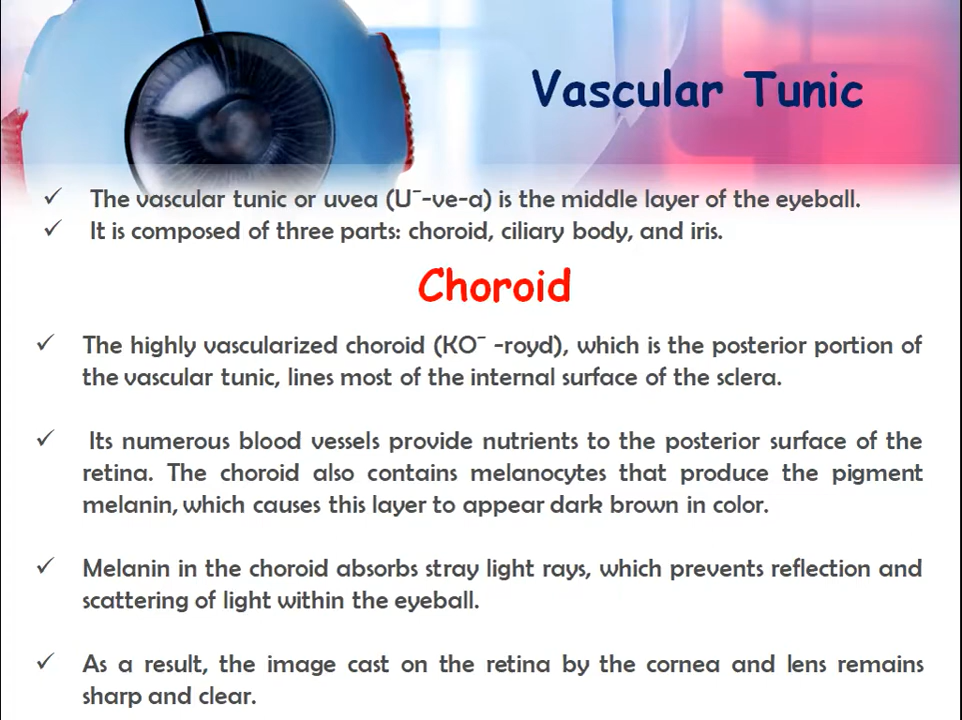 Vascular Tunic
✓ The vascular tunic or uvea (U¯-ve-a) is the middle layer of the eyeball.
✓ It is composed of three parts: choroid, ciliary body, and iris.
Choroid
✓ The highly vascularized choroid (KO¯ -royd), which is the posterior portion of
the vascular tunic, lines most of the internal surface of the sclera.
✓ Its numerous blood vessels provide nutrients to the posterior surface of the
retina. The choroid also contains melanocytes that produce the pigment
melanin, which causes this layer to appear dark brown in color.
✓ Melanin in the choroid absorbs stray light rays, which prevents reflection and
scattering of light within the eyeball.
✓ As a result, the image cast on the retina by the cornea and lens remains
sharp and clear.